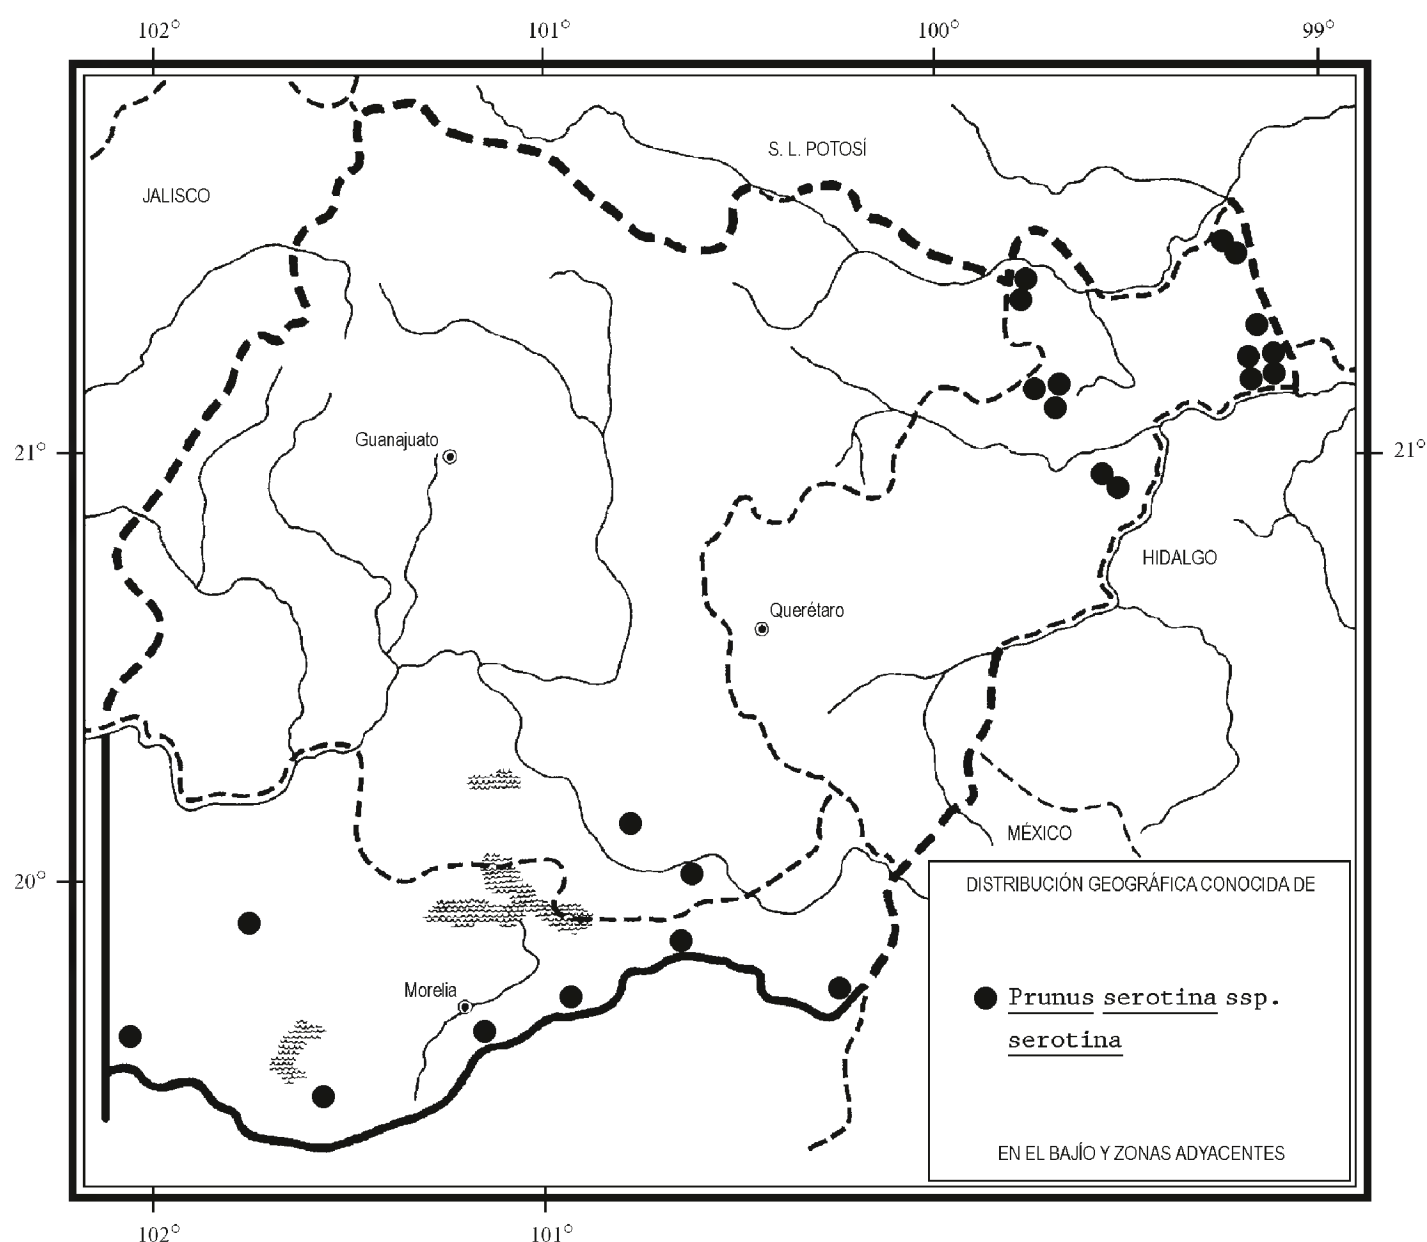 102° 101° 100° 99°
S. L. POTOSÍ
JALISCO
Guanajuato
21° 21°
HIDALGO
Querétaro
MÉXICO
20°
DISTRIBUCIÓN GEOGRÁFICA CONOCIDA DE
Morelia
Prunus serotina ssp.
serotina
EN EL BAJÍO Y ZONAS ADYACENTES
102° 101°